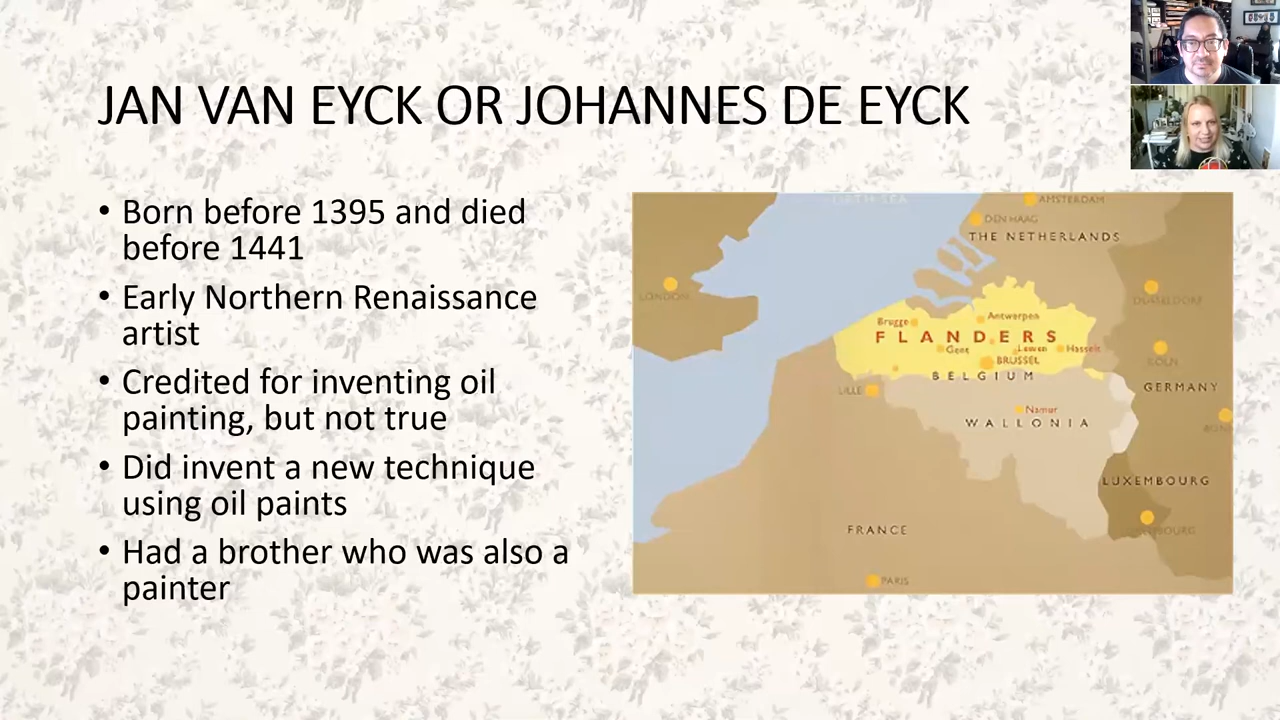 JAN VAN EYCK OR JOHANNES DE EYCK
• Born before 1395 and died
before 1441
• Early Northern Renaissance
artist
• Credited for inventing oil
painting, but not true
• Did invent a new technique
using oil paints
• Had a brother who was also a
painter
SEA
AMSTERDAM
DEN HAAG
THE NETHERLANDS
LONDON
DÜSSELDORF
Brugge
Antwerpen
FLANDERS
Gent
Leuven
Hasselt
BRUSSEL
KÖLN
BELGIUM
LILLE
GERMANY
Namur
WALLONIA
LUXEMBOURG
FRANCE
PARIS